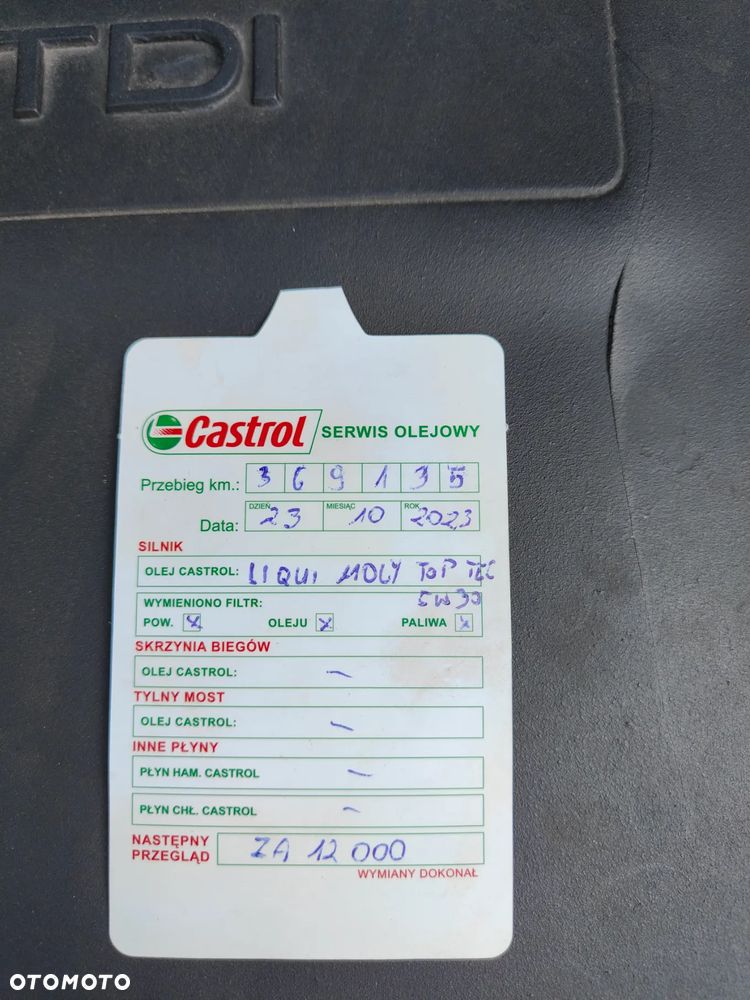 TDI
Castrol SERWIS OLEJOWY
Przebieg km.: 3 6 9 1 3 5
DZIEŃ MIESIĄC ROK
Data: 23 10 2023
SILNIK
OLEJ CASTROL: LIQUI MOLY TOP TEC
WYMIENIONO FILTR: 5W30
POW. x OLEJU x PALIWA x
SKRZYNIA BIEGÓW
OLEJ CASTROL: –
TYLNY MOST
OLEJ CASTROL: –
INNE PŁYNY
PŁYN HAM. CASTROL –
PŁYN CHŁ. CASTROL –
NASTĘPNY
PRZEGLĄD ZA 12 000
WYMIANY DOKONAŁ
OTOMOTO